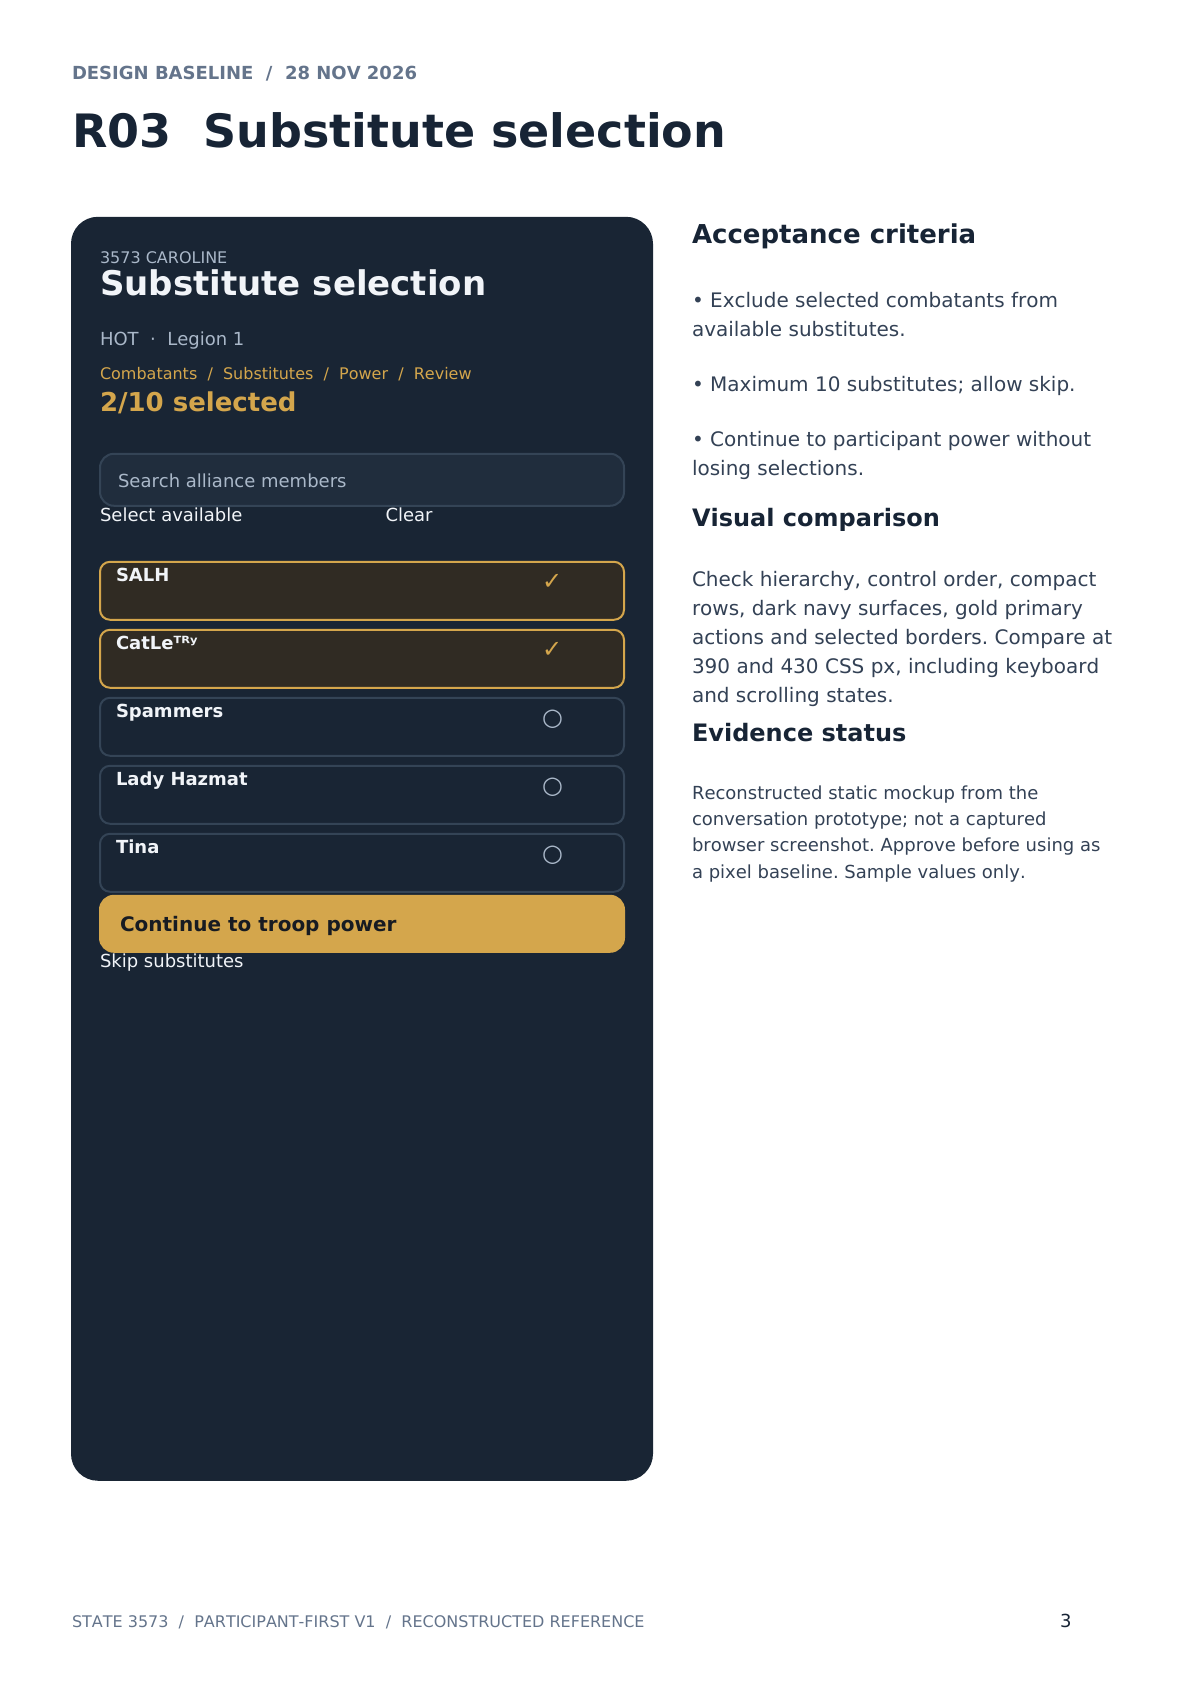 DESIGN BASELINE / 28 NOV 2026
R03 Substitute selection
3573 CAROLINE
Substitute selection
HOT · Legion 1
Combatants / Substitutes / Power / Review
2/10 selected
Search alliance members
Select available Clear
SALH ✓
CatLeᵀᴿʸ ✓
Spammers ○
Lady Hazmat ○
Tina ○
Continue to troop power
Skip substitutes
Acceptance criteria
• Exclude selected combatants from
available substitutes.
• Maximum 10 substitutes; allow skip.
• Continue to participant power without
losing selections.
Visual comparison
Check hierarchy, control order, compact
rows, dark navy surfaces, gold primary
actions and selected borders. Compare at
390 and 430 CSS px, including keyboard
and scrolling states.
Evidence status
Reconstructed static mockup from the
conversation prototype; not a captured
browser screenshot. Approve before using as
a pixel baseline. Sample values only.
STATE 3573 / PARTICIPANT-FIRST V1 / RECONSTRUCTED REFERENCE 3